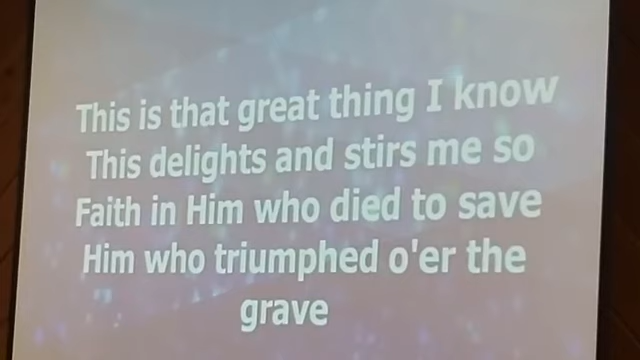 This is that great thing I know
This delights and stirs me so
Faith in Him who died to save
Him who triumphed o'er the
grave